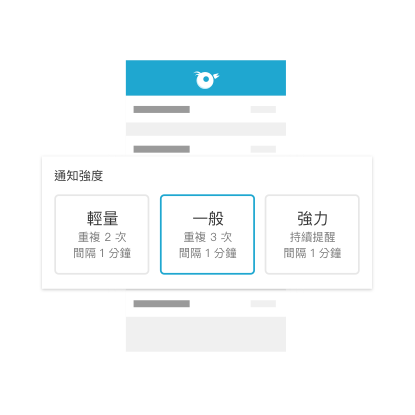 通知強度
輕量
重複 2 次
間隔 1 分鐘
一般
重複 3 次
間隔 1 分鐘
強力
持續提醒
間隔 1 分鐘